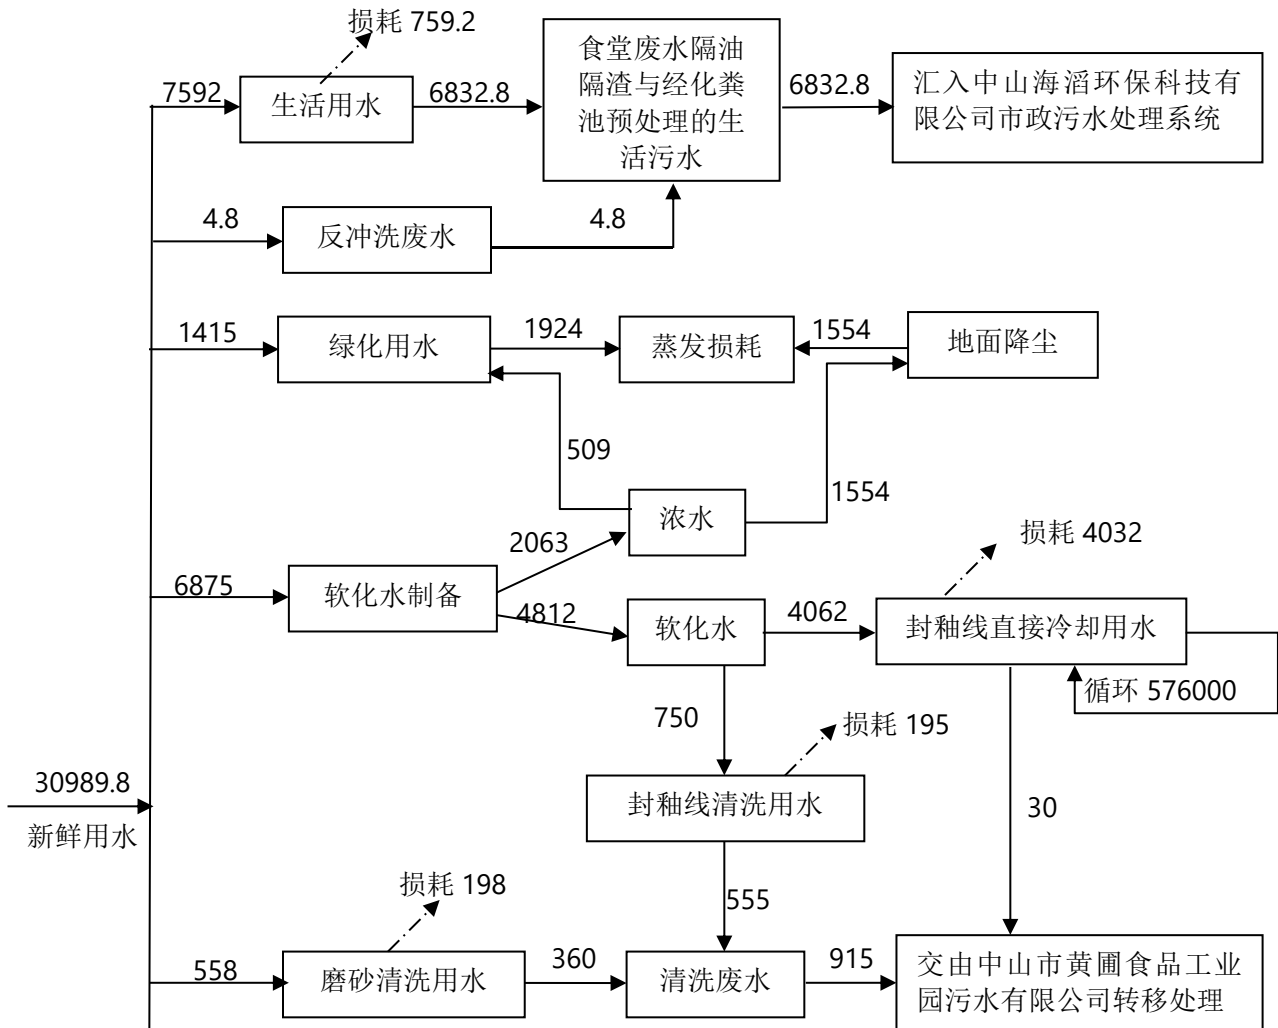 损耗 759.2
7592
生活用水
6832.8
食堂废水隔油
隔渣与经化粪
池预处理的生
活污水
6832.8
汇入中山海滔环保科技有
限公司市政污水处理系统
4.8
反冲洗废水
4.8
1415
绿化用水
1924
蒸发损耗
1554
地面降尘
509
浓水
1554
2063
损耗 4032
6875
软化水制备
4812
软化水
4062
封釉线直接冷却用水
循环 576000
750
损耗 195
30989.8
新鲜用水
封釉线清洗用水
30
损耗 198
555
558
磨砂清洗用水
360
清洗废水
915
交由中山市黄圃食品工业
园污水有限公司转移处理